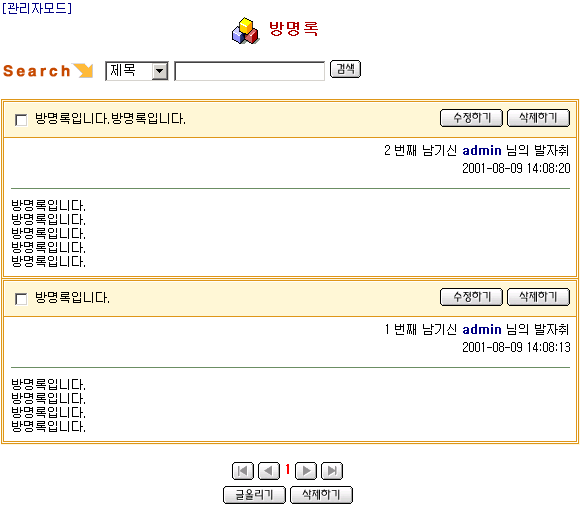 [관리자모드]
방명록
Search 제목 검색
방명록입니다.방명록입니다. 수정하기 삭제하기
2 번째 남기신 admin 님의 발자취
2001-08-09 14:08:20
방명록입니다.
방명록입니다.
방명록입니다.
방명록입니다.
방명록입니다.
방명록입니다. 수정하기 삭제하기
1 번째 남기신 admin 님의 발자취
2001-08-09 14:08:13
방명록입니다.
방명록입니다.
방명록입니다.
방명록입니다.
1
글올리기 삭제하기